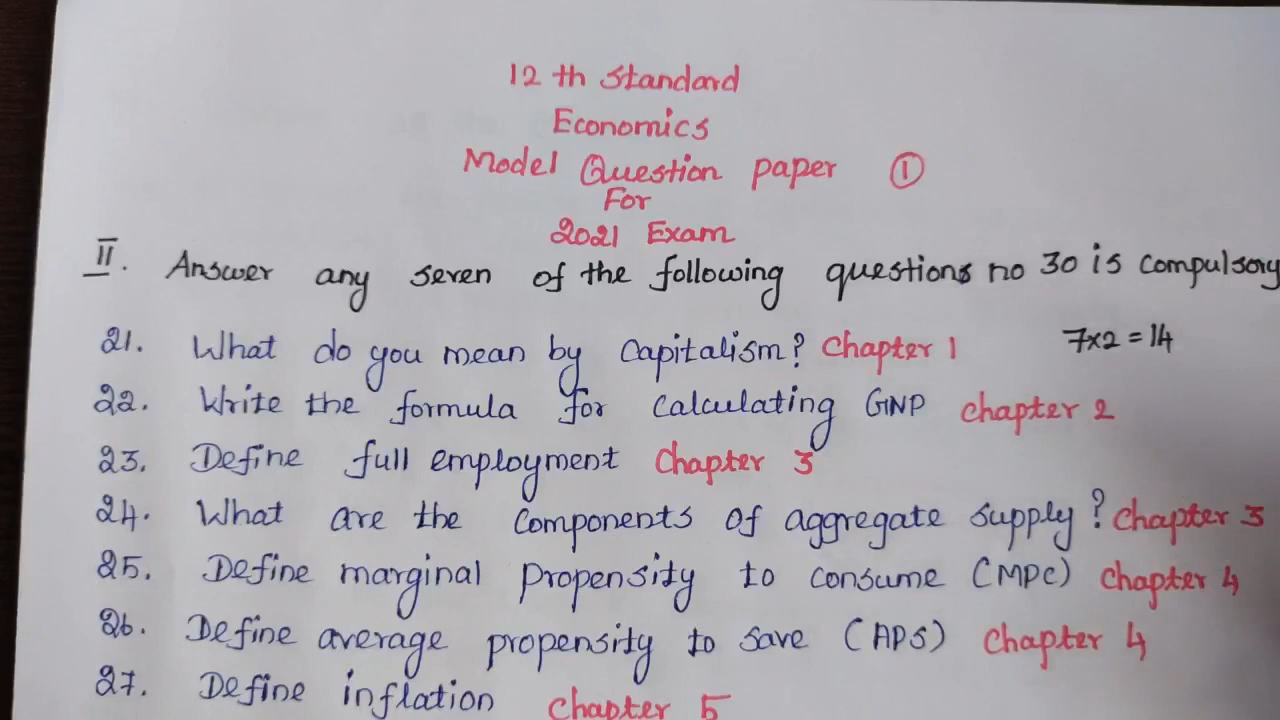 12 th Standard
Economics
Model Question paper ①
For
2021 Exam
II. Answer any seven of the following questions no 30 is compulsory
7x2 = 14
21. What do you mean by Capitalism? Chapter 1
22. Write the formula for calculating GNP chapter 2
23. Define full employment Chapter 3
24. What are the components of aggregate supply? Chapter 3
25. Define marginal Propensity to consume (MPC) Chapter 4
26. Define average propensity to save (APS) Chapter 4
27. Define inflation Chapter 5